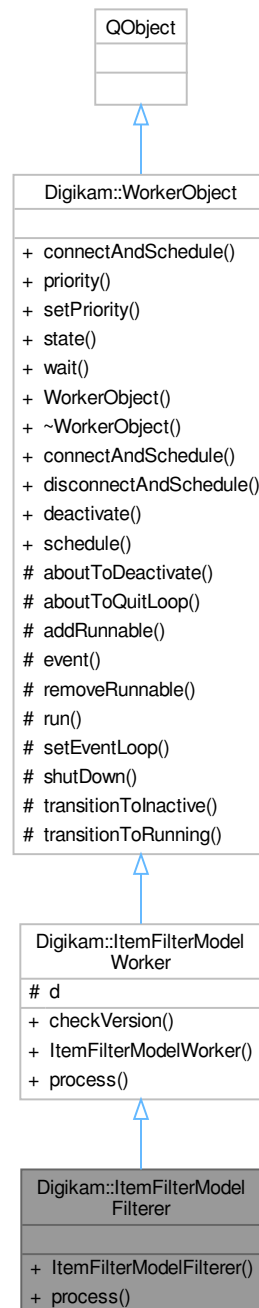 QObject
Digikam::WorkerObject
+ connectAndSchedule()
+ priority()
+ setPriority()
+ state()
+ wait()
+ WorkerObject()
+ ~WorkerObject()
+ connectAndSchedule()
+ disconnectAndSchedule()
+ deactivate()
+ schedule()
# aboutToDeactivate()
# aboutToQuitLoop()
# addRunnable()
# event()
# removeRunnable()
# run()
# setEventLoop()
# shutDown()
# transitionToInactive()
# transitionToRunning()
Digikam::ItemFilterModel
Worker
# d
+ checkVersion()
+ ItemFilterModelWorker()
+ process()
Digikam::ItemFilterModel
Filterer
+ ItemFilterModelFilterer()
+ process()